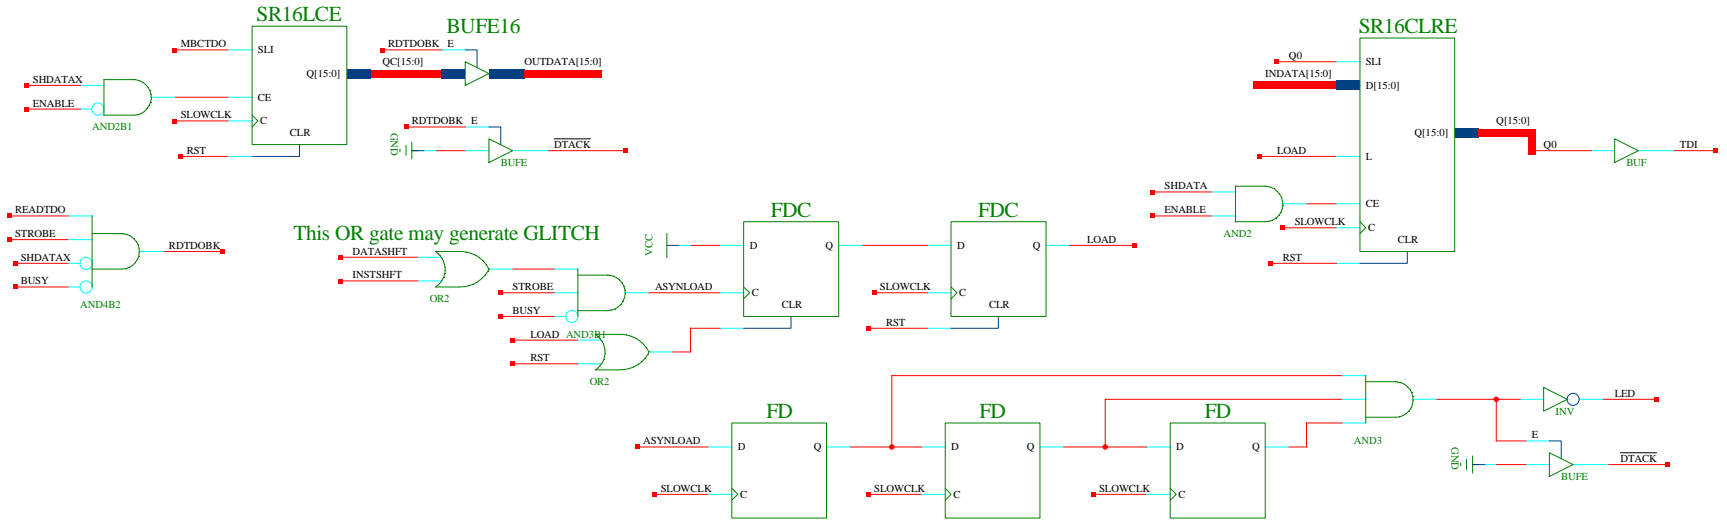 SR16LCE
MBCTDO
SLI
SHDATAX
ENABLE
AND2B1
CE
SLOWCLK
C
CLR
RST
Q[15:0]
BUFE16
RDTDOBK E
QC[15:0]
OUTDATA[15:0]
RDTDOBK E
GND
BUFE
DTACK
SR16CLRE
Q0
SLI
INDATA[15:0]
D[15:0]
Q[15:0]
Q[15:0]
Q0
BUF
TDI
LOAD
L
SHDATA
ENABLE
AND2
CE
SLOWCLK
C
CLR
RST
READTDO
STROBE
SHDATAX
BUSY
AND4B2
RDTDOBK
This OR gate may generate GLITCH
DATASHFT
INSTSHFT
OR2
STROBE
BUSY
AND3B1
ASYNLOAD
LOAD
RST
OR2
FDC
VCC
D
Q
C
CLR
FDC
D
Q
LOAD
SLOWCLK
C
CLR
RST
FD
ASYNLOAD
D
Q
SLOWCLK
C
FD
D
Q
SLOWCLK
C
FD
D
Q
SLOWCLK
C
AND3
INV
LED
E
GND
BUFE
DTACK